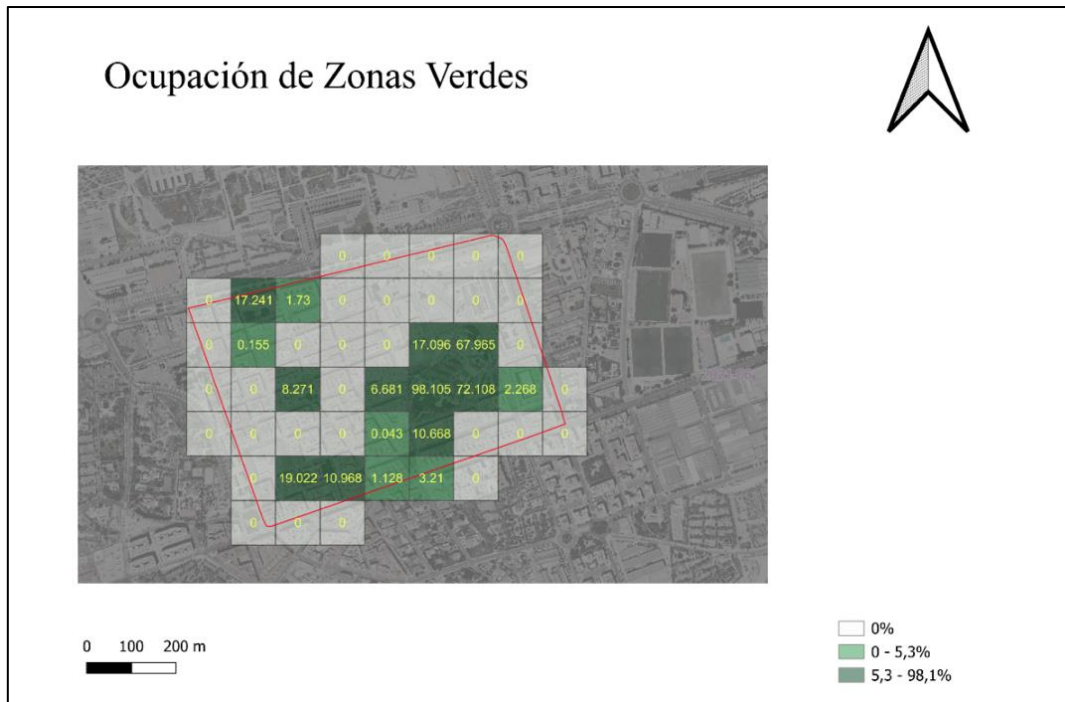 Ocupación de Zonas Verdes
0 0 0 0 0
0 17.241 1.73 0 0 0 0 0
0 0.155 0 0 0 17.096 67.965 0
0 0 8.271 0 6.681 98.105 72.108 2.268 0
0 0 0 0 0.043 10.668 0 0 0
0 19.022 10.968 1.128 3.21 0
0 0 0
0 100 200 m
0%
0 - 5,3%
5,3 - 98,1%